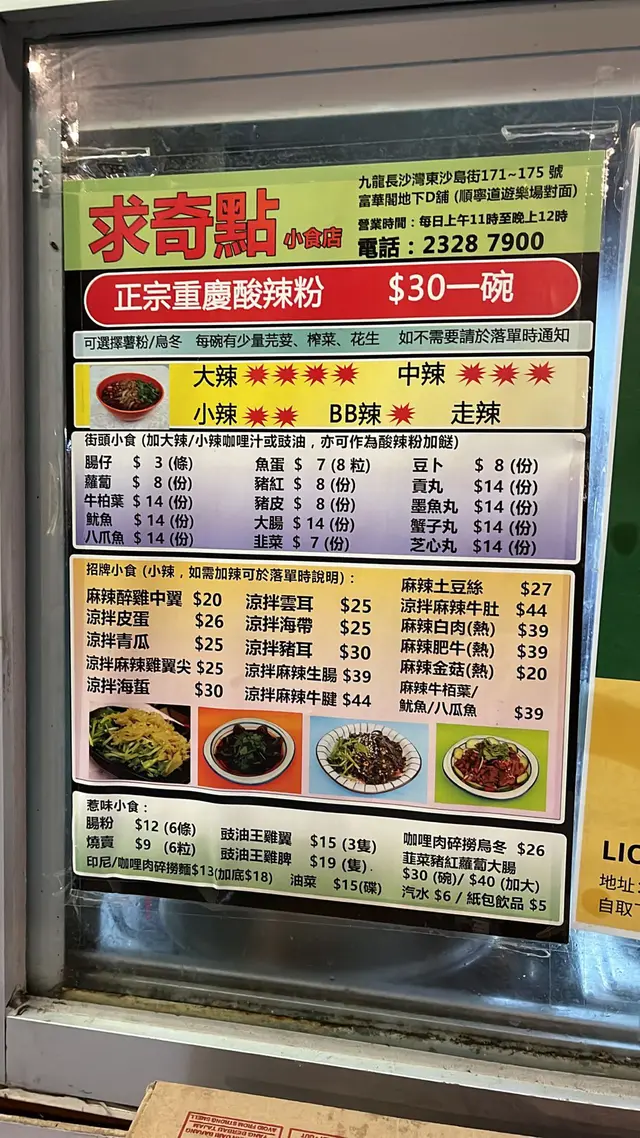 求奇點 小食店
九龍長沙灣東沙島街171~175 號
富華閣地下D舖 (順寧道遊樂場對面)
營業時間：每日上午11時至晚上12時
電話：2328 7900
正宗重慶酸辣粉 $30一碗
可選擇薯粉/烏冬 每碗有少量芫荽、榨菜、花生 如不需要請於落單時通知
大辣 中辣
小辣 BB辣 走辣
街頭小食 (加大辣/小辣咖哩汁或豉油，亦可作為酸辣粉加餸)
腸仔 $ 3 (條) 魚蛋 $ 7 (8 粒) 豆卜 $ 8 (份)
蘿蔔 $ 8 (份) 豬紅 $ 8 (份) 貢丸 $14 (份)
牛柏葉 $ 14 (份) 豬皮 $ 8 (份) 墨魚丸 $14 (份)
魷魚 $ 14 (份) 大腸 $ 14 (份) 蟹子丸 $14 (份)
八爪魚 $ 14 (份) 韭菜 $ 7 (份) 芝心丸 $14 (份)
招牌小食 (小辣，如需加辣可於落單時說明)：
麻辣醉雞中翼 $20 涼拌雲耳 $25 麻辣土豆絲 $27
涼拌皮蛋 $26 涼拌海帶 $25 涼拌麻辣牛肚 $44
涼拌青瓜 $25 涼拌豬耳 $30 麻辣白肉(熱) $39
涼拌麻辣雞翼尖 $25 涼拌麻辣生腸 $39 麻辣肥牛(熱) $39
涼拌海蜇 $30 涼拌麻辣牛腱 $44 麻辣金菇(熱) $20
麻辣牛栢葉/
魷魚/八瓜魚 $39
惹味小食：
腸粉 $12 (6條) 豉油王雞翼 $15 (3隻) 咖哩肉碎撈烏冬 $26
燒賣 $9 (6粒) 豉油王雞髀 $19 (隻) 韮菜豬紅蘿蔔大腸
$30 (碗)/ $40 (加大)
印尼/咖哩肉碎撈麵$13(加底$18) 油菜 $15(碟) 汽水 $6 / 紙包飲品 $5
LIC
地址:
自取
AVOID FROM STRONG SMELL